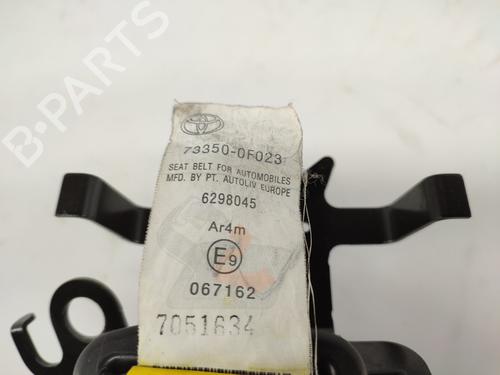 B-Parts
73350-0F023
SEAT BELT FOR AUTOMOBILES
MFD. BY PT. AUTOLIV EUROPE
6298045
Ar4m
E9
067162
7051634